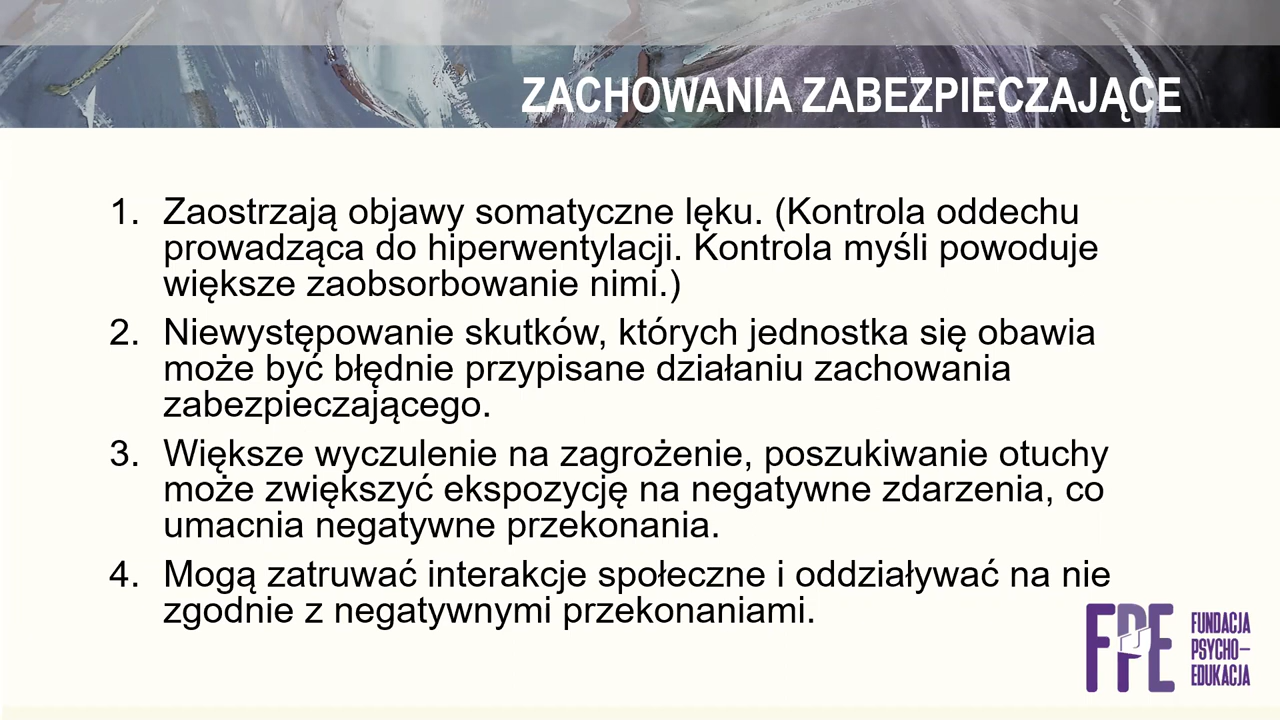 ZACHOWANIA ZABEZPIECZAJĄCE
1. Zaostrzają objawy somatyczne lęku. (Kontrola oddechu
prowadząca do hiperwentylacji. Kontrola myśli powoduje
większe zaobsorbowanie nimi.)
2. Niewystępowanie skutków, których jednostka się obawia
może być błędnie przypisane działaniu zachowania
zabezpieczającego.
3. Większe wyczulenie na zagrożenie, poszukiwanie otuchy
może zwiększyć ekspozycję na negatywne zdarzenia, co
umacnia negatywne przekonania.
4. Mogą zatruwać interakcje społeczne i oddziaływać na nie
zgodnie z negatywnymi przekonaniami.
FPE
FUNDACJA
PSYCHO–
EDUKACJA